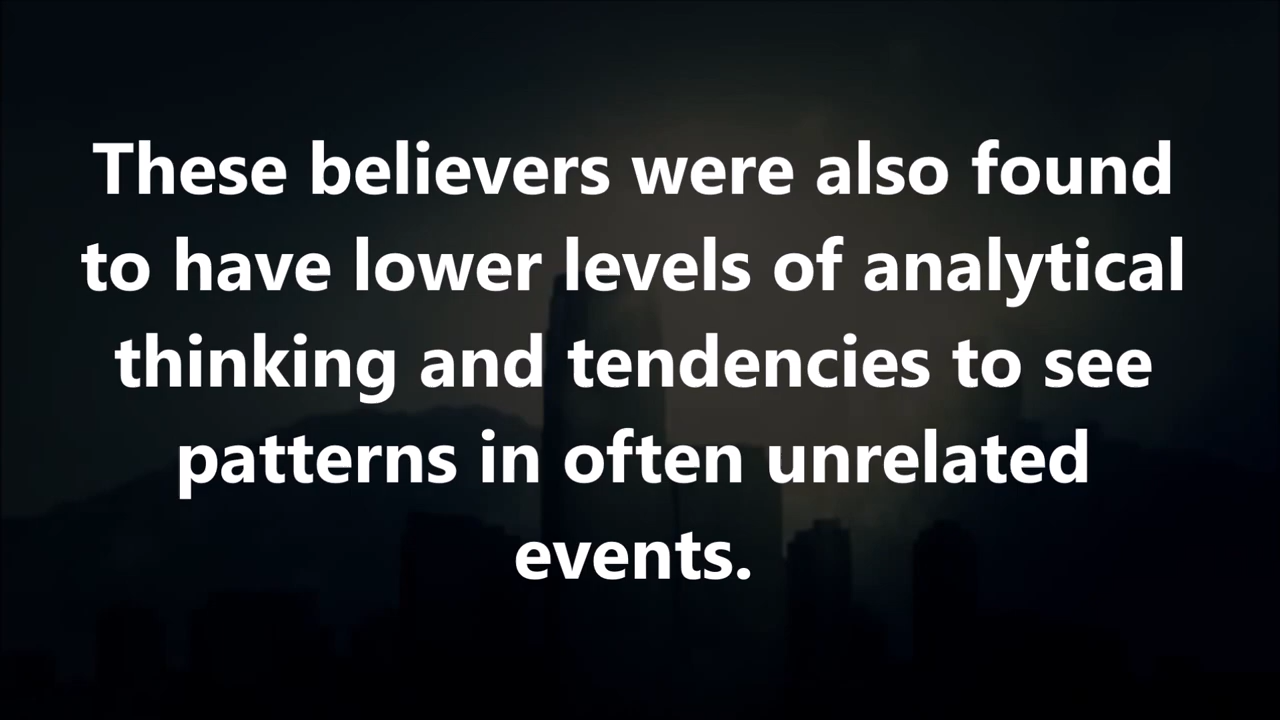 These believers were also found
to have lower levels of analytical
thinking and tendencies to see
patterns in often unrelated
events.